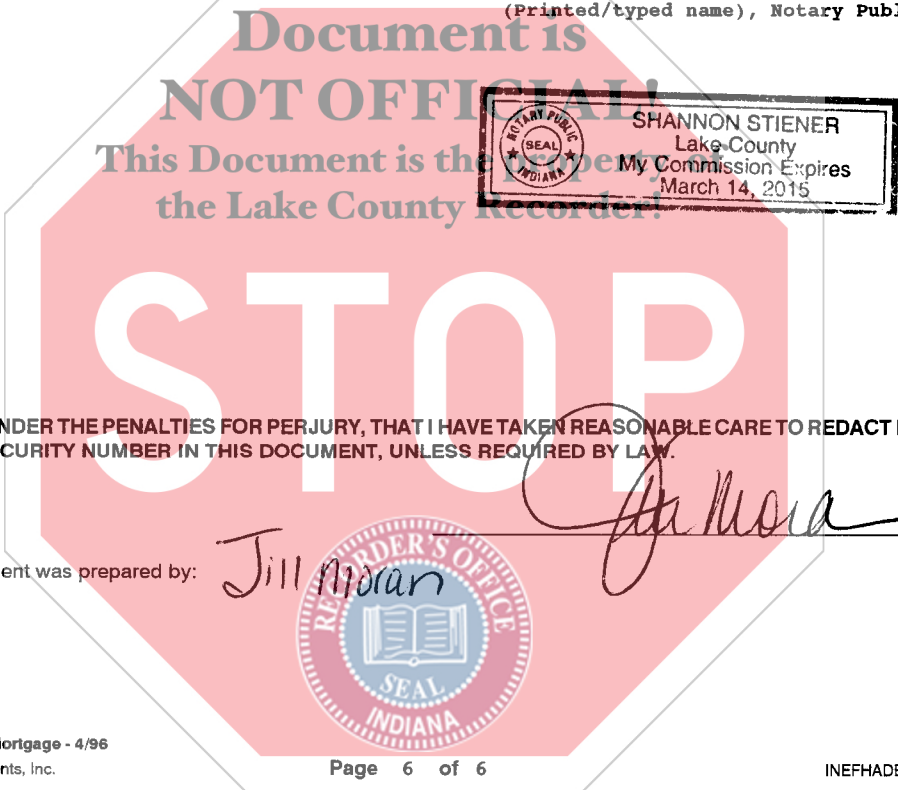 (Printed/typed name), Notary Publ
Document is
NOT OFFICIAL!
This Document is the property of
the Lake County Recorder!
NOTARY PUBLIC
SEAL
INDIANA
SHANNON STIENER
Lake County
My Commission Expires
March 14, 2015
STOP
NDER THE PENALTIES FOR PERJURY, THAT I HAVE TAKEN REASONABLE CARE TO REDACT
CURITY NUMBER IN THIS DOCUMENT, UNLESS REQUIRED BY LAW.
Jill Mora
ent was prepared by: Jill Moran
RECORDER'S OFFICE
SEAL
INDIANA
ortgage - 4/96
nts, Inc.
Page 6 of 6
INEFHADE